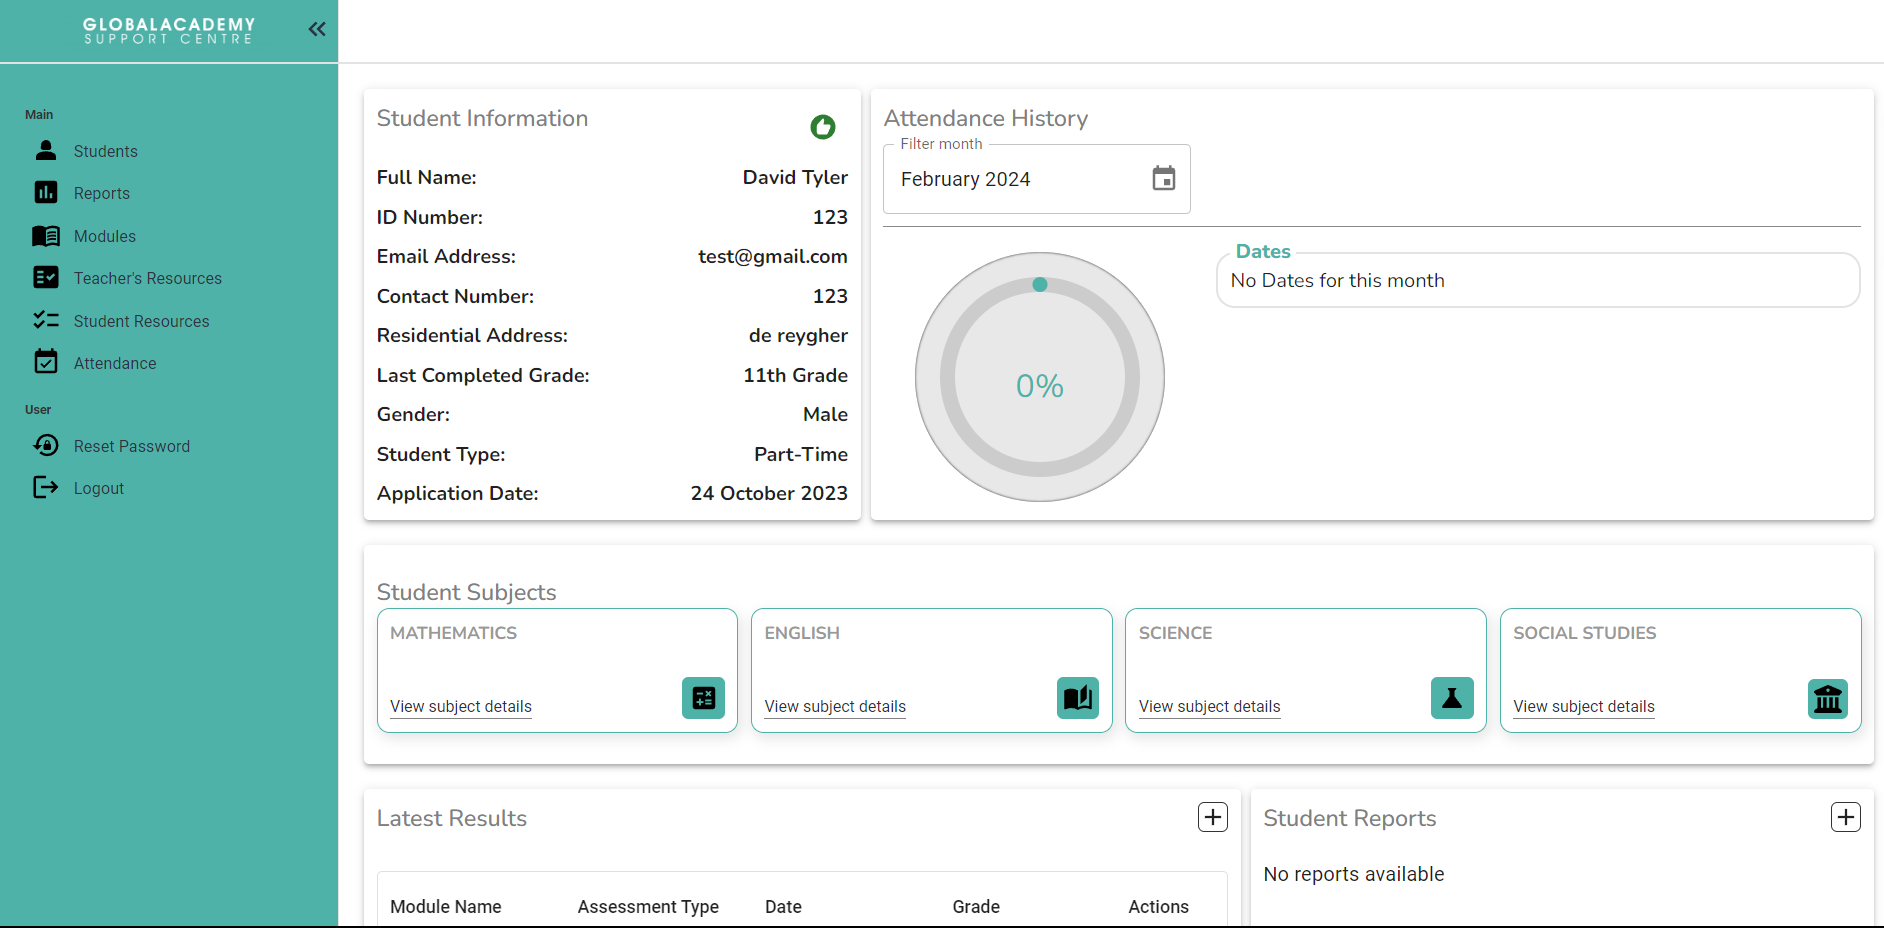 GLOBALACADEMY
SUPPORT CENTRE
Main
Students
Reports
Modules
Teacher's Resources
Student Resources
Attendance
User
Reset Password
Logout
Student Information
Full Name: David Tyler
ID Number: 123
Email Address: test@gmail.com
Contact Number: 123
Residential Address: de reygher
Last Completed Grade: 11th Grade
Gender: Male
Student Type: Part-Time
Application Date: 24 October 2023
Attendance History
Filter month
February 2024
0%
Dates
No Dates for this month
Student Subjects
MATHEMATICS
View subject details
ENGLISH
View subject details
SCIENCE
View subject details
SOCIAL STUDIES
View subject details
Latest Results
Module Name Assessment Type Date Grade Actions
Student Reports
No reports available